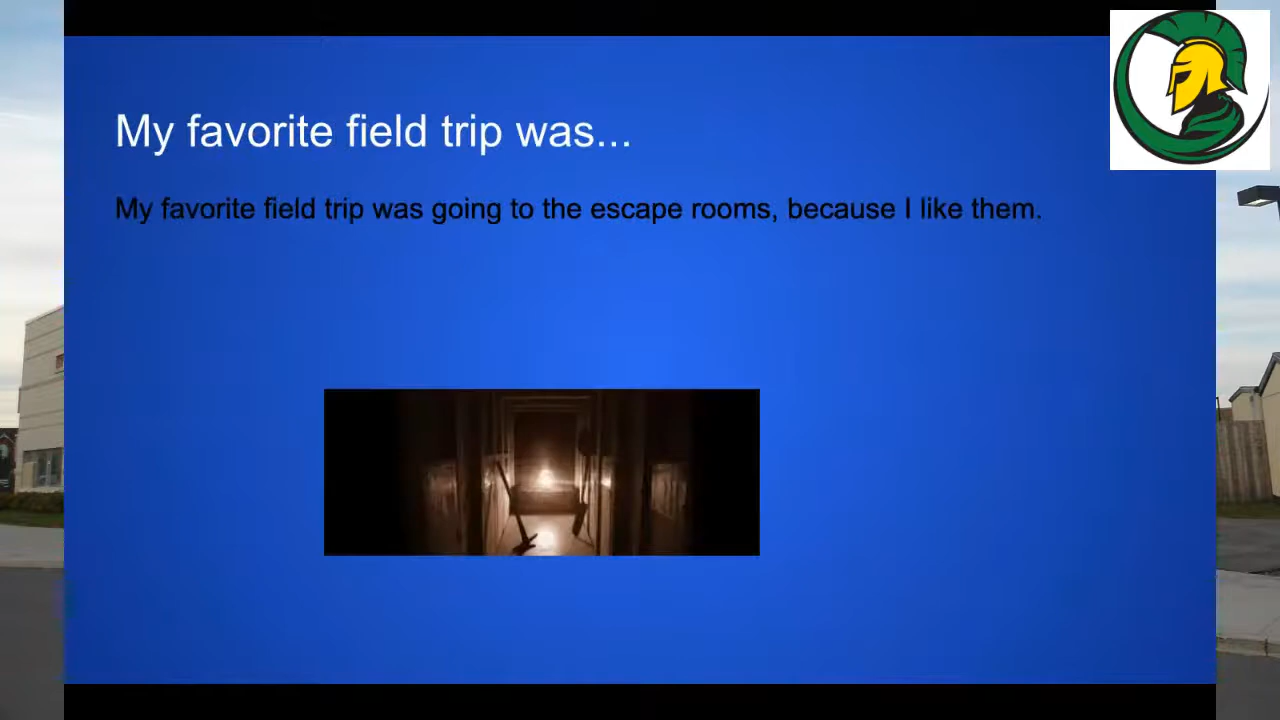 My favorite field trip was...
My favorite field trip was going to the escape rooms, because I like them.